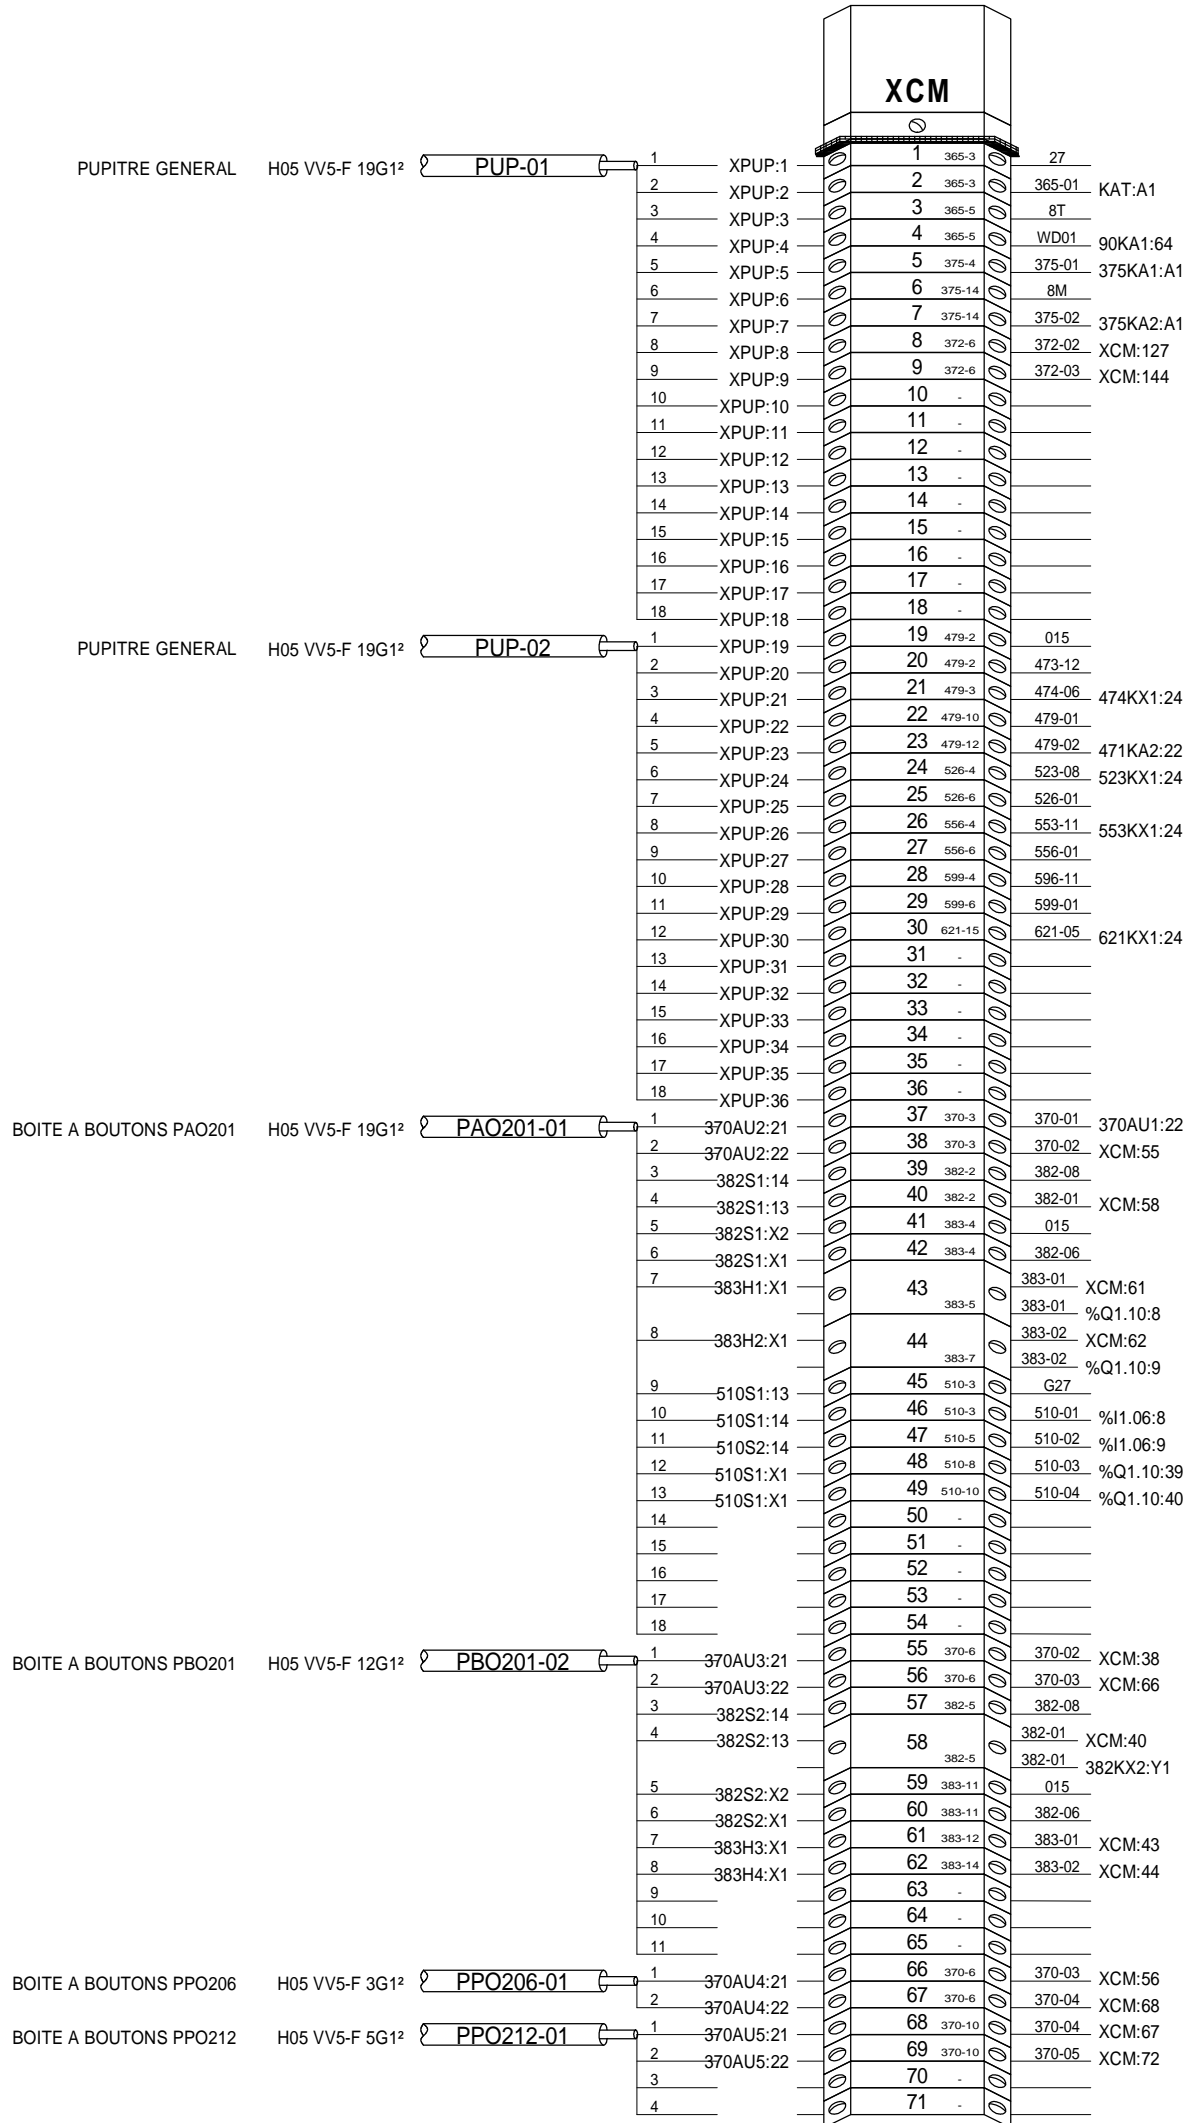 XCM
PUPITRE GENERAL H05 VV5-F 19G1² PUP-01
1 XPUP:1 1 365-3 27
2 XPUP:2 2 365-3 365-01 KAT:A1
3 XPUP:3 3 365-5 8T
4 XPUP:4 4 365-5 WD01 90KA1:64
5 XPUP:5 5 375-4 375-01 375KA1:A1
6 XPUP:6 6 375-14 8M
7 XPUP:7 7 375-14 375-02 375KA2:A1
8 XPUP:8 8 372-6 372-02 XCM:127
9 XPUP:9 9 372-6 372-03 XCM:144
10 XPUP:10 10 -
11 XPUP:11 11 -
12 XPUP:12 12 -
13 XPUP:13 13 -
14 XPUP:14 14 -
15 XPUP:15 15 -
16 XPUP:16 16 -
17 XPUP:17 17 -
18 XPUP:18 18 -
PUPITRE GENERAL H05 VV5-F 19G1² PUP-02
1 XPUP:19 19 479-2 015
2 XPUP:20 20 479-2 473-12
3 XPUP:21 21 479-3 474-06 474KX1:24
4 XPUP:22 22 479-10 479-01
5 XPUP:23 23 479-12 479-02 471KA2:22
6 XPUP:24 24 526-4 523-08 523KX1:24
7 XPUP:25 25 526-6 526-01
8 XPUP:26 26 556-4 553-11 553KX1:24
9 XPUP:27 27 556-6 556-01
10 XPUP:28 28 599-4 596-11
11 XPUP:29 29 599-6 599-01
12 XPUP:30 30 621-15 621-05 621KX1:24
13 XPUP:31 31 -
14 XPUP:32 32 -
15 XPUP:33 33 -
16 XPUP:34 34 -
17 XPUP:35 35 -
18 XPUP:36 36 -
BOITE A BOUTONS PAO201 H05 VV5-F 19G1² PAO201-01
1 370AU2:21 37 370-3 370-01 370AU1:22
2 370AU2:22 38 370-3 370-02 XCM:55
3 382S1:14 39 382-2 382-08
4 382S1:13 40 382-2 382-01 XCM:58
5 382S1:X2 41 383-4 015
6 382S1:X1 42 383-4 382-06
7 383H1:X1 43 383-01 XCM:61
383-5 383-01 %Q1.10:8
8 383H2:X1 44 383-02 XCM:62
383-7 383-02 %Q1.10:9
9 510S1:13 45 510-3 G27
10 510S1:14 46 510-3 510-01 %I1.06:8
11 510S2:14 47 510-5 510-02 %I1.06:9
12 510S1:X1 48 510-8 510-03 %Q1.10:39
13 510S1:X1 49 510-10 510-04 %Q1.10:40
14 50 -
15 51 -
16 52 -
17 53 -
18 54 -
BOITE A BOUTONS PBO201 H05 VV5-F 12G1² PBO201-02
1 370AU3:21 55 370-6 370-02 XCM:38
2 370AU3:22 56 370-6 370-03 XCM:66
3 382S2:14 57 382-5 382-08
4 382S2:13 58 382-01 XCM:40
382-5 382-01 382KX2:Y1
5 382S2:X2 59 383-11 015
6 382S2:X1 60 383-11 382-06
7 383H3:X1 61 383-12 383-01 XCM:43
8 383H4:X1 62 383-14 383-02 XCM:44
9 63 -
10 64 -
11 65 -
BOITE A BOUTONS PPO206 H05 VV5-F 3G1² PPO206-01
1 370AU4:21 66 370-6 370-03 XCM:56
2 370AU4:22 67 370-6 370-04 XCM:68
BOITE A BOUTONS PPO212 H05 VV5-F 5G1² PPO212-01
1 370AU5:21 68 370-10 370-04 XCM:67
2 370AU5:22 69 370-10 370-05 XCM:72
3 70 -
4 71 -